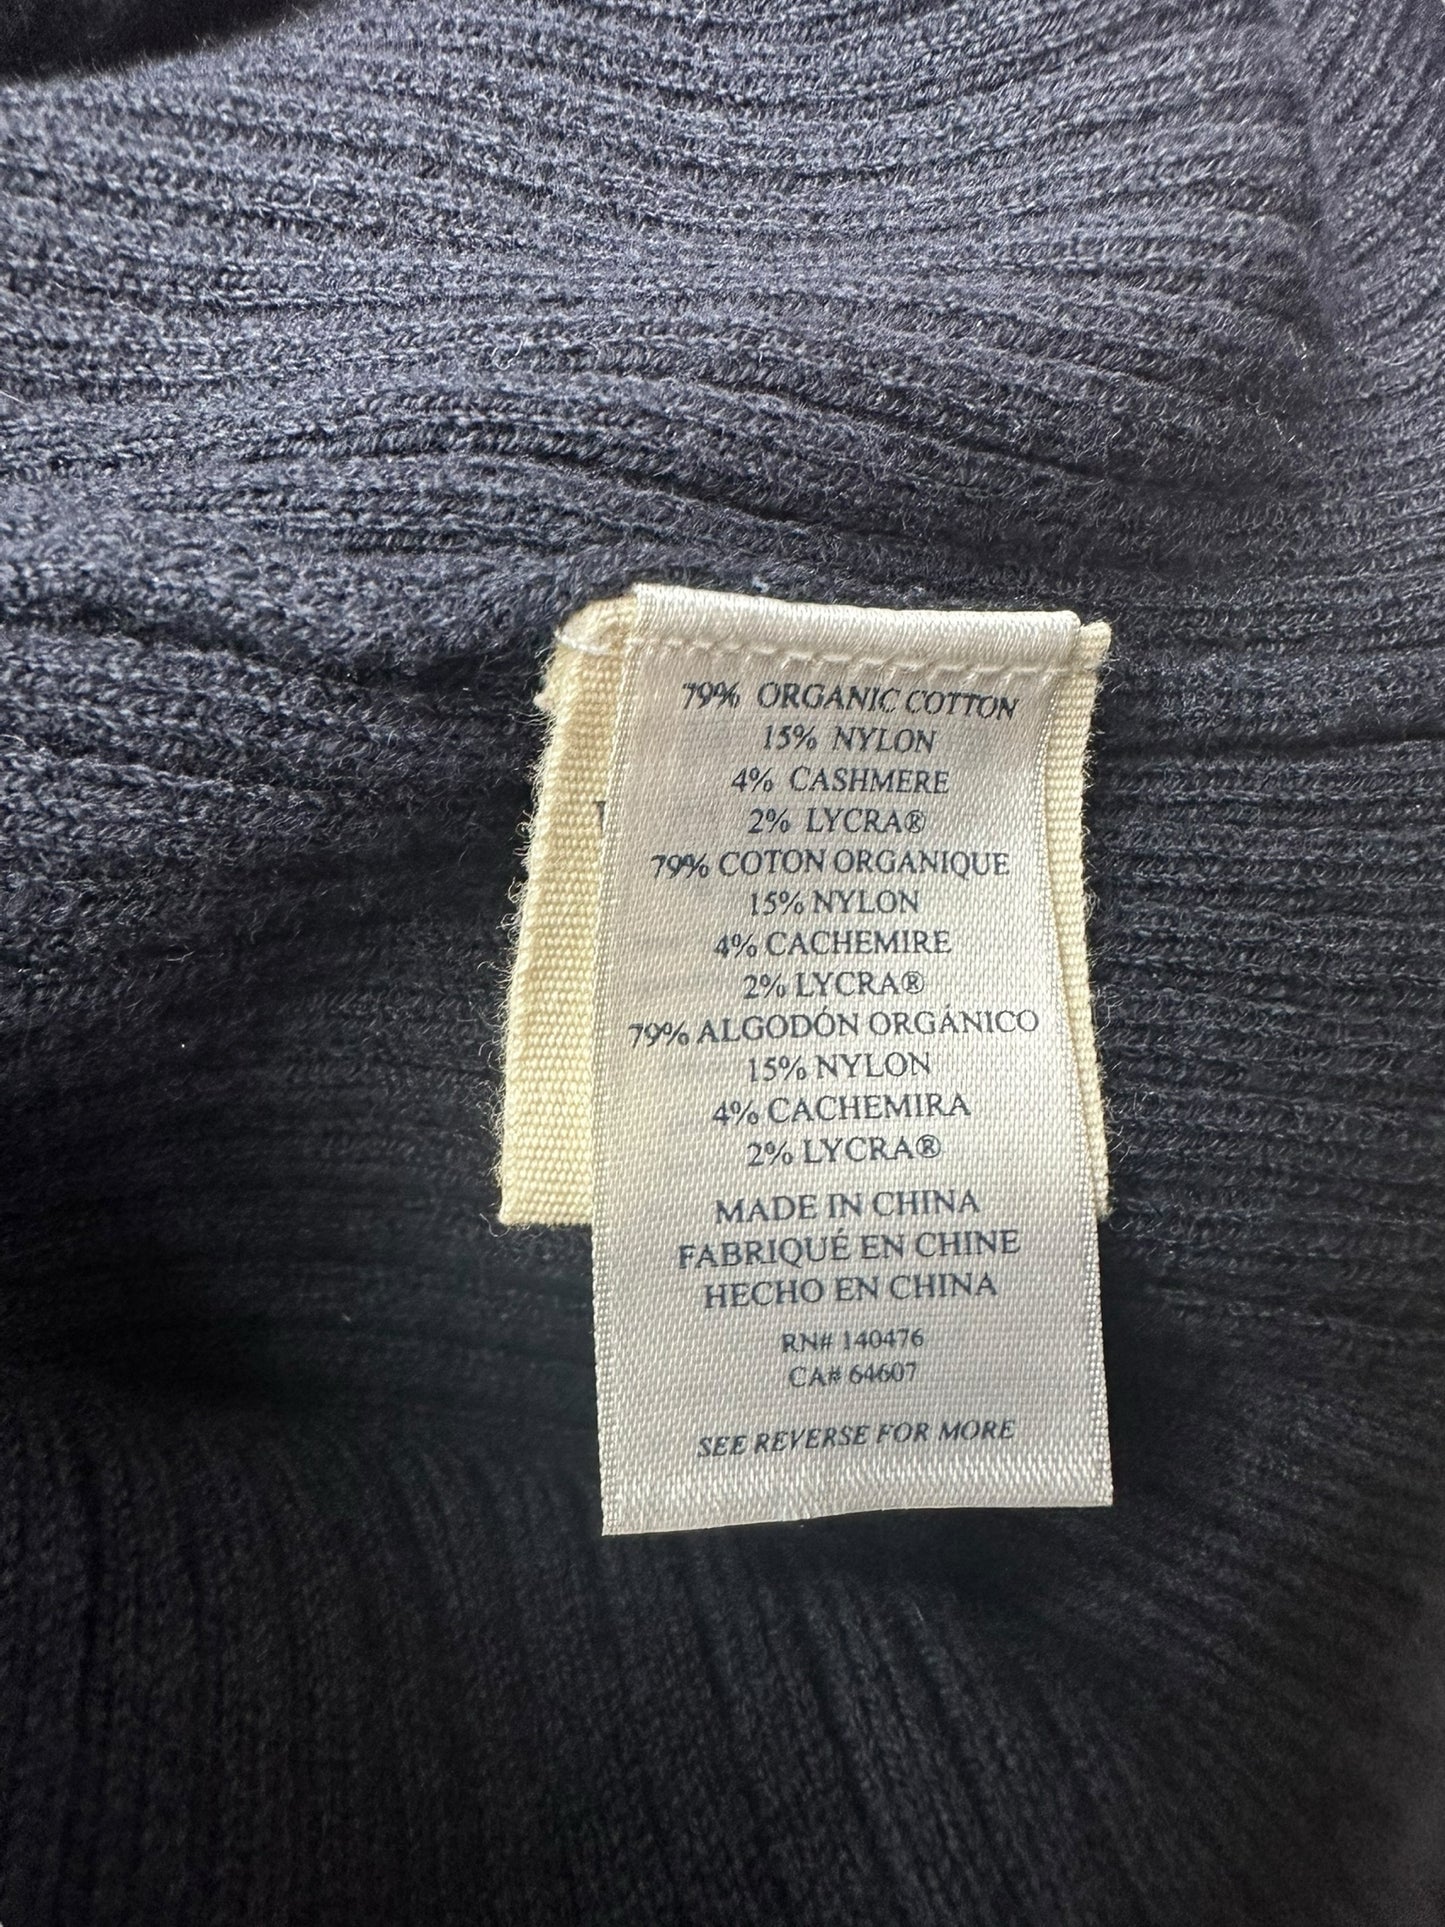 79% ORGANIC COTTON
15% NYLON
4% CASHMERE
2% LYCRA®
79% COTON ORGANIQUE
15% NYLON
4% CACHEMIRE
2% LYCRA®
79% ALGODÓN ORGÁNICO
15% NYLON
4% CACHEMIRA
2% LYCRA®
MADE IN CHINA
FABRIQUÉ EN CHINE
HECHO EN CHINA
RN# 140476
CA# 64607
SEE REVERSE FOR MORE